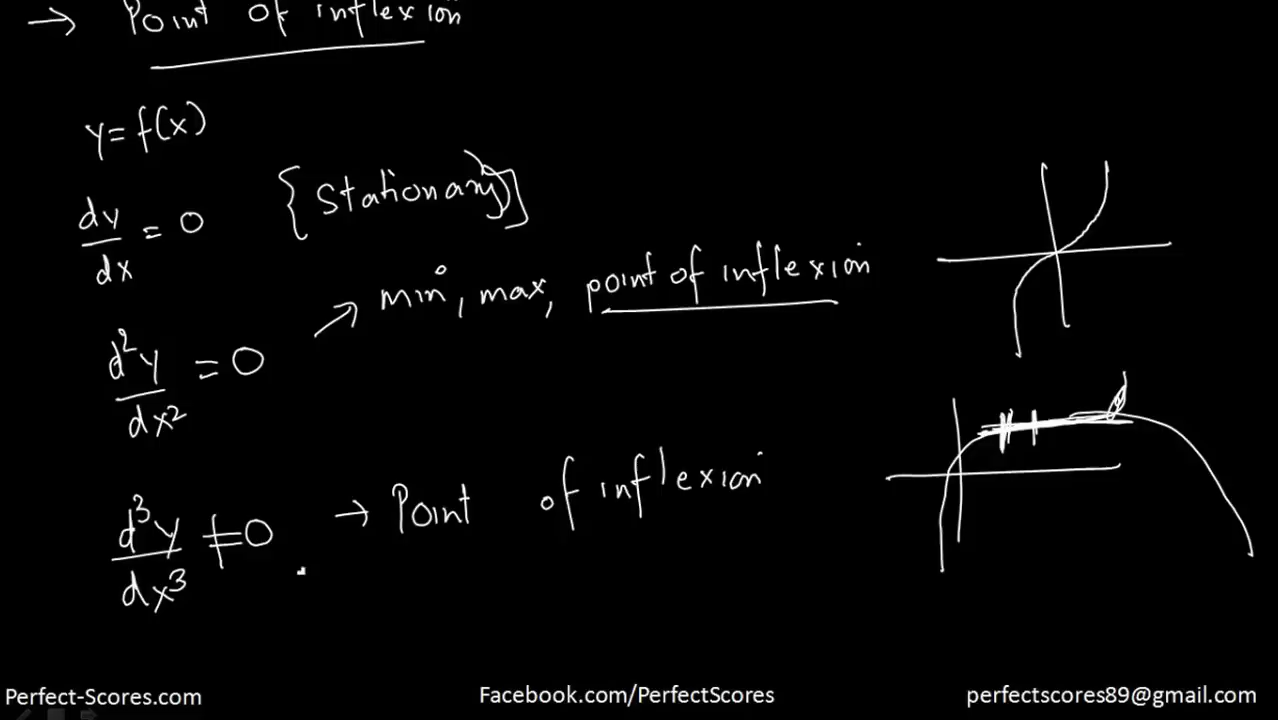 → Point of inflexion
y = f(x)
dy/dx = 0 {Stationary}
→ min, max, point of inflexion
d²y/dx² = 0
d³y/dx³ ≠ 0 → Point of inflexion
Perfect-Scores.com Facebook.com/PerfectScores perfectscores89@gmail.com